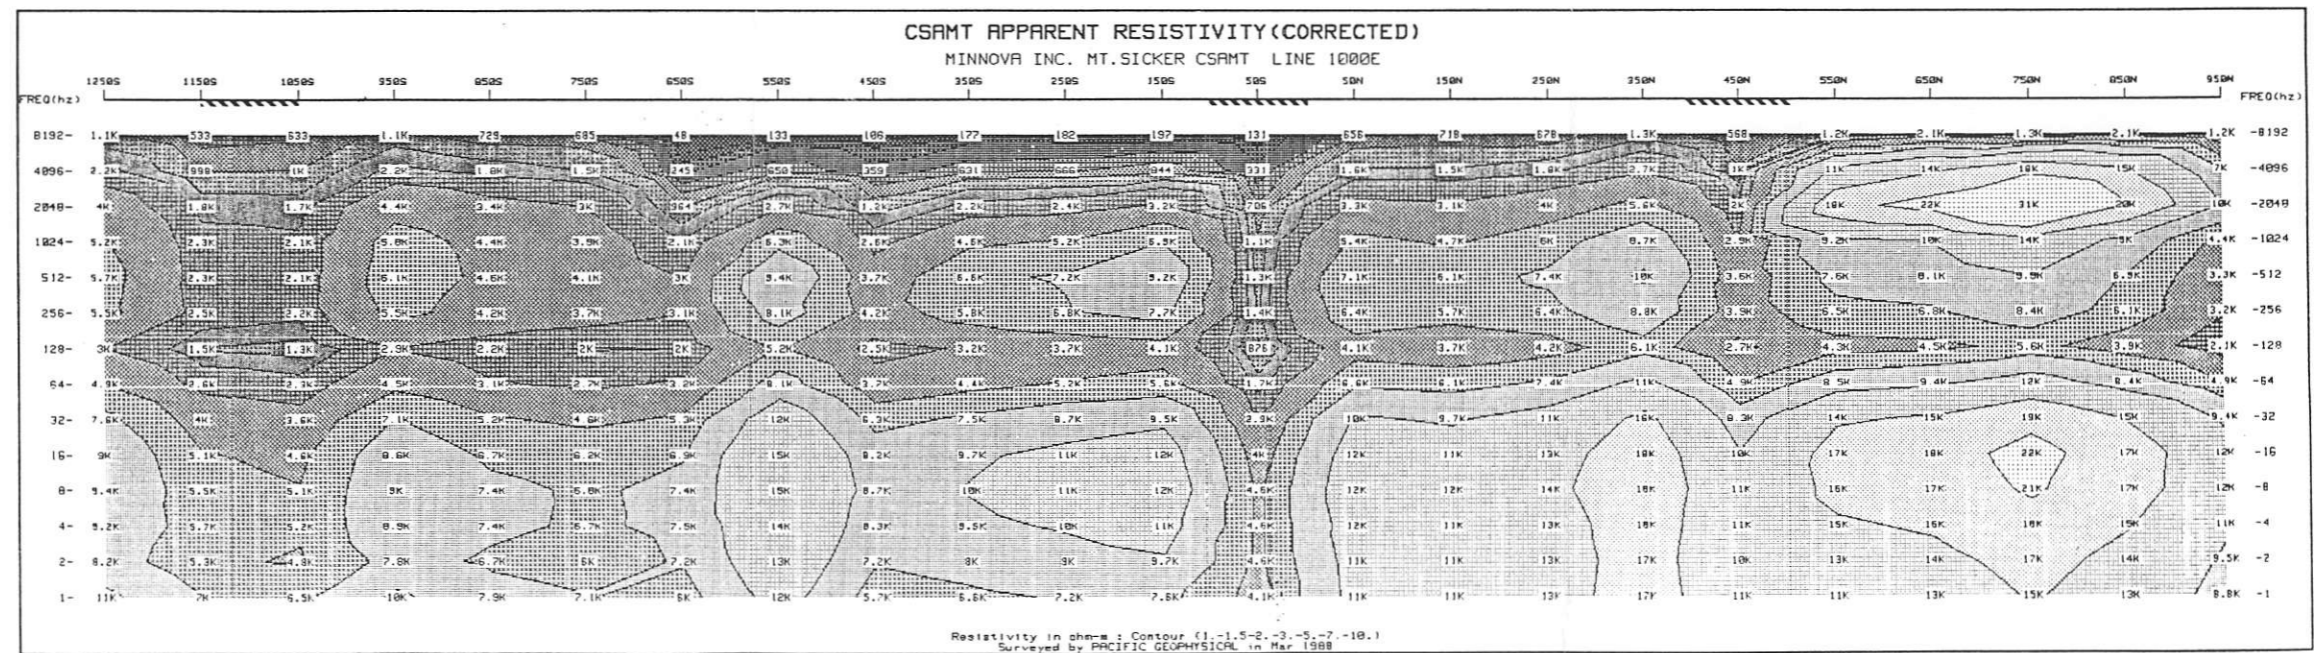 CSAMT APPARENT RESISTIVITY(CORRECTED)
MINNOVA INC. MT.SICKER CSAMT LINE 1000E
1250S 1150S 1050S 950S 850S 750S 650S 550S 450S 350S 250S 150S 50S 50N 150N 250N 350N 450N 550N 650N 750N 850N 950N
FREQ(hz) FREQ(hz)
8192- 1.1K 533 633 1.1K 729 685 48 133 106 177 182 197 131 656 718 678 1.3K 568 1.2K 2.1K 1.3K 2.1K 1.2K -8192
4096- 2.2K 998 1K 2.2K 1.8K 1.5K 245 650 359 631 666 844 331 1.6K 1.5K 1.8K 2.7K 1K 11K 14K 18K 15K 7K -4096
2048- 4K 1.8K 1.7K 4.4K 3.4K 3K 964 2.7K 1.2K 2.2K 2.4K 3.2K 706 3.3K 3.1K 4K 5.6K 2K 18K 22K 31K 20K 10K -2048
1024- 5.2K 2.3K 2.1K 5.8K 4.4K 3.9K 2.1K 6.3K 2.6K 4.6K 5.2K 6.9K 1.1K 5.4K 4.7K 6K 8.7K 2.9K 9.2K 10K 14K 9K 4.4K -1024
512- 5.7K 2.3K 2.1K 6.1K 4.6K 4.1K 3K 9.4K 3.7K 6.6K 7.2K 9.2K 1.3K 7.1K 6.1K 7.4K 10K 3.6K 7.6K 8.1K 9.9K 6.9K 3.3K -512
256- 5.5K 2.5K 2.2K 5.5K 4.2K 3.7K 3.1K 8.1K 4.2K 5.8K 6.8K 7.7K 1.4K 6.4K 5.7K 6.4K 8.8K 3.9K 6.5K 6.8K 8.4K 6.1K 3.2K -256
128- 3K 1.5K 1.3K 2.9K 2.2K 2K 2K 5.2K 2.5K 3.2K 3.7K 4.1K 876 4.1K 3.7K 4.2K 6.1K 2.7K 4.3K 4.5K 5.6K 3.9K 2.1K -128
64- 4.9K 2.6K 2.3K 4.5K 3.1K 2.7K 3.2K 8.1K 3.7K 4.4K 5.2K 5.6K 1.7K 6.6K 6.1K 7.4K 11K 4.9K 8.5K 9.4K 12K 8.4K 4.9K -64
32- 7.6K 4K 3.6K 7.1K 5.2K 4.6K 5.3K 12K 6.3K 7.5K 8.7K 9.5K 2.9K 10K 9.7K 11K 16K 8.3K 14K 15K 19K 15K 9.4K -32
16- 9K 5.1K 4.6K 8.6K 6.7K 6.2K 6.9K 15K 8.2K 9.7K 11K 12K 4K 12K 11K 13K 18K 10K 17K 18K 22K 17K 12K -16
8- 9.4K 5.5K 5.1K 9K 7.4K 6.8K 7.4K 15K 8.7K 10K 11K 12K 4.6K 12K 12K 14K 18K 11K 16K 17K 21K 17K 12K -8
4- 9.2K 5.7K 5.2K 8.9K 7.4K 6.7K 7.5K 14K 8.3K 9.5K 10K 11K 4.6K 12K 11K 13K 18K 11K 15K 16K 18K 15K 11K -4
2- 8.2K 5.3K 4.8K 7.8K 6.7K 6K 7.2K 13K 7.2K 8K 9K 9.7K 4.6K 11K 11K 13K 17K 10K 13K 14K 17K 14K 9.5K -2
1- 11K 7K 6.5K 10K 7.9K 7.1K 6K 12K 5.7K 6.6K 7.2K 7.6K 4.1K 11K 11K 13K 17K 11K 11K 13K 15K 13K 8.8K -1
Resistivity in ohm-m : Contour (1.-1.5-2.-3.-5.-7.-10.)
Surveyed by PACIFIC GEOPHYSICAL in Mar 1988